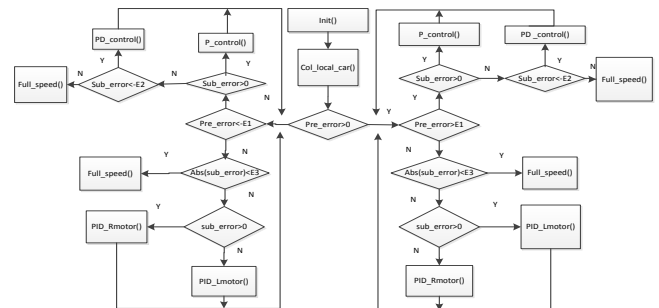 Init()
PD_control()
P_control()
P_control()
PD_control()
Y
N
N
Y
Y
Y
N
Full_speed()
Sub_error<-E2
Sub_error>0
Col_local_car()
Sub_error>0
Sub_error<-E2
Full_speed()
N
Y
Pre_error<-E1
Pre_error>0
Y
Pre_error>E1
Y
N
N
Full_speed()
Abs(sub_error)<E3
Abs(sub_error)<E3
Y
Full_speed()
N
N
Y
Y
PID_Rmotor()
sub_error>0
sub_error>0
PID_Lmotor()
N
N
PID_Lmotor()
PID_Rmotor()